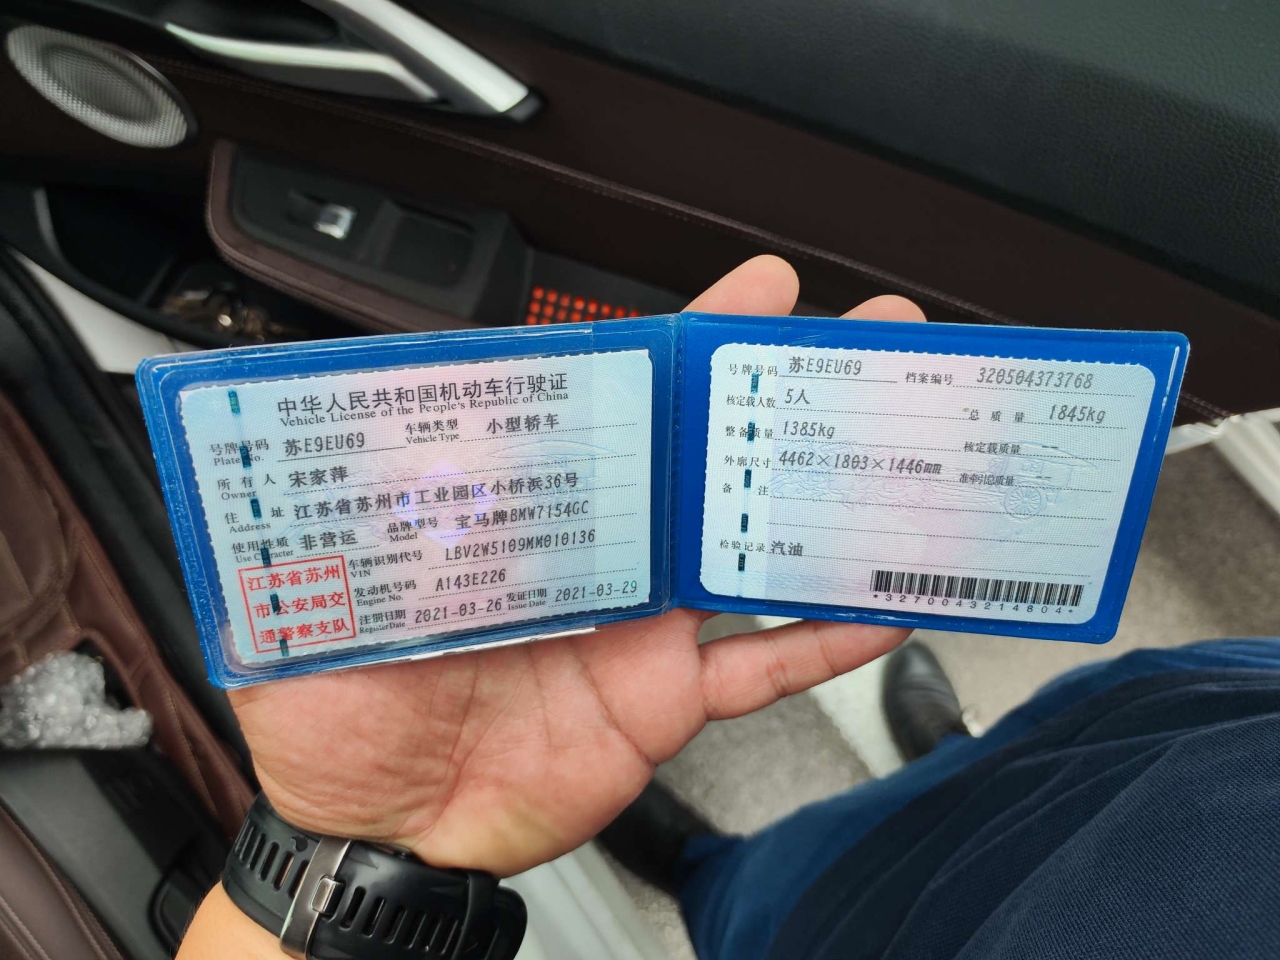 中华人民共和国机动车行驶证
Vehicle License of the People's Republic of China
号牌号码 苏E9EU69 车辆类型 小型轿车
Plate No. Vehicle Type
所有人 宋家萍
Owner
住址 江苏省苏州市工业园区小桥浜36号
Address
使用性质 非营运 品牌型号 宝马牌BMW7154GC
Use Character Model
江苏省苏州
市公安局交
通警察支队
车辆识别代号 LBV2W5109MM010136
VIN
发动机号码 A143E226
Engine No.
注册日期 2021-03-26 发证日期 2021-03-29
Register Date Issue Date
号牌号码 苏E9EU69 档案编号 320504373768
核定载人数 5人 总质量 1845kg
整备质量 1385kg 核定载质量 --
外廓尺寸 4462×1803×1446mm 准牵引总质量 --
备注
检验记录 汽油
*3270043214804*